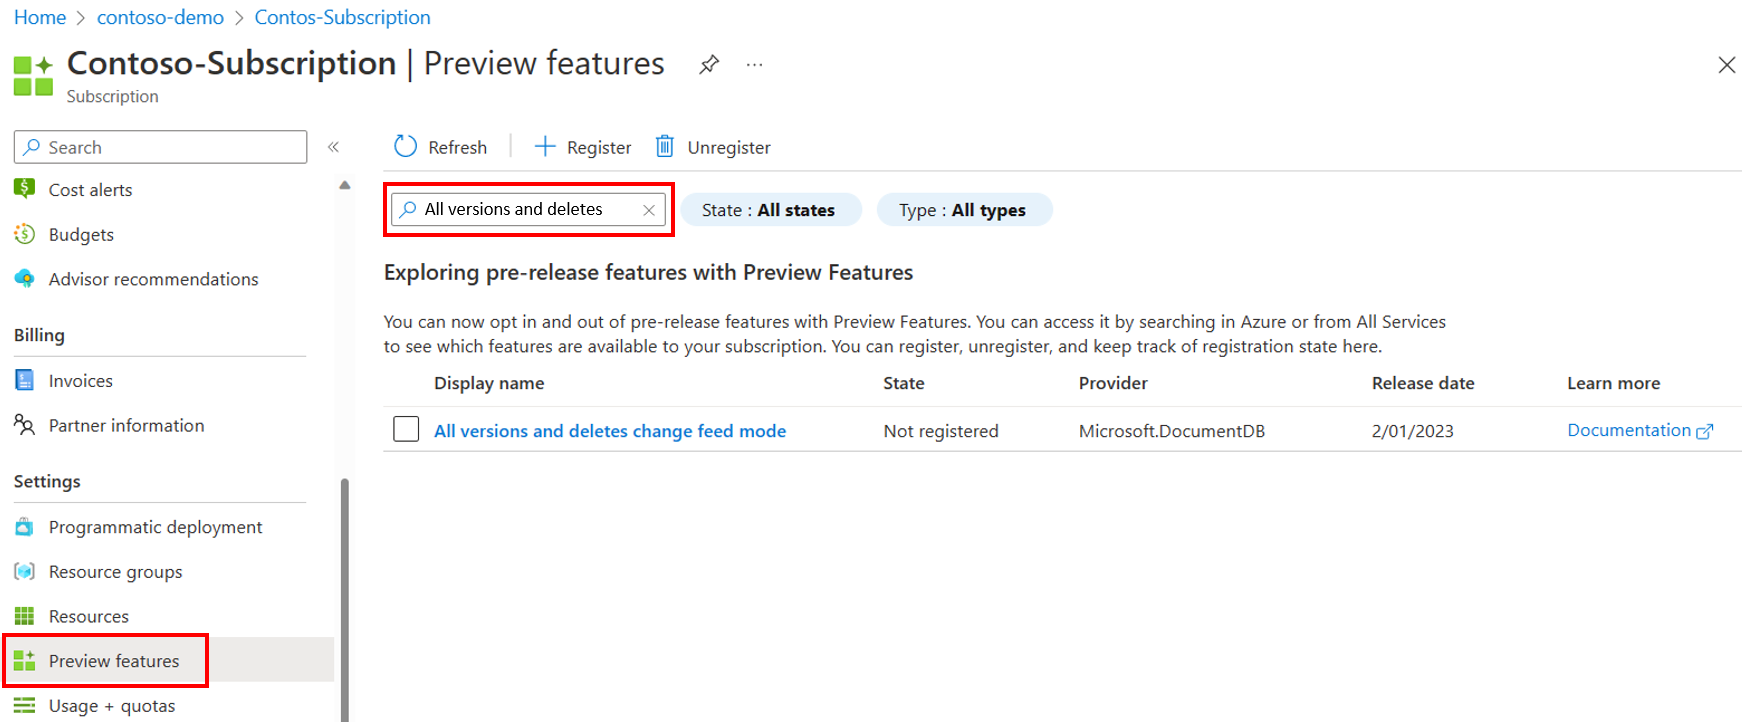 Home > contoso-demo > Contos-Subscription
Contoso-Subscription | Preview features
Subscription
Search
Cost alerts
Budgets
Advisor recommendations
Billing
Invoices
Partner information
Settings
Programmatic deployment
Resource groups
Resources
Preview features
Usage + quotas
Refresh Register Unregister
All versions and deletes State : All states Type : All types
Exploring pre-release features with Preview Features
You can now opt in and out of pre-release features with Preview Features. You can access it by searching in Azure or from All Services
to see which features are available to your subscription. You can register, unregister, and keep track of registration state here.
Display name State Provider Release date Learn more
All versions and deletes change feed mode Not registered Microsoft.DocumentDB 2/01/2023 Documentation